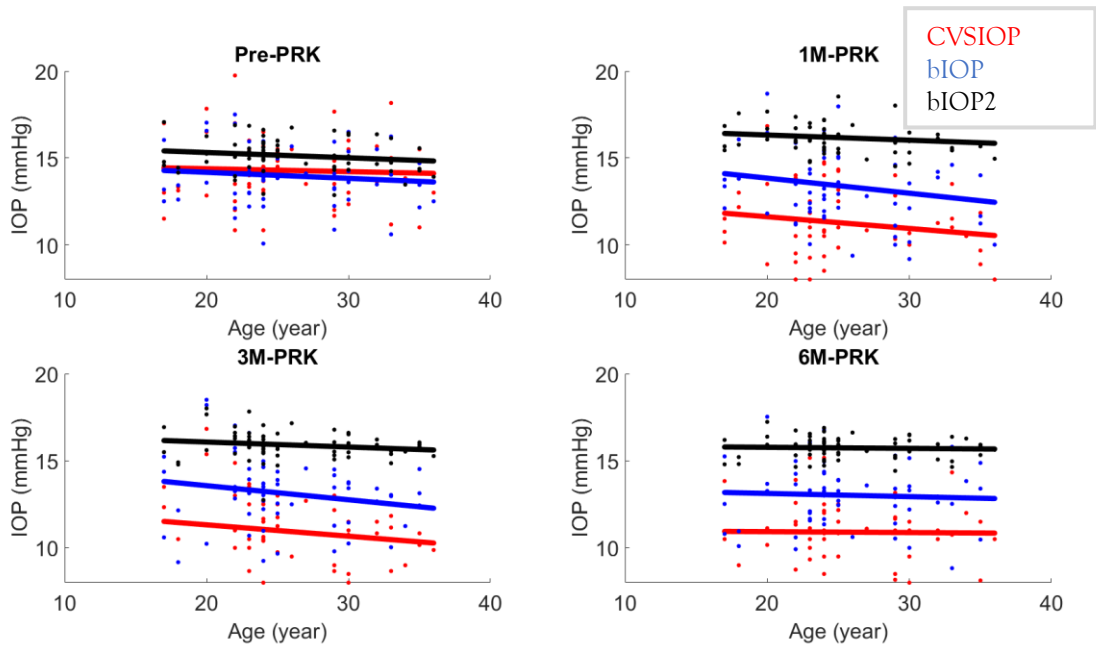 Pre-PRK
IOP (mmHg)
20
15
10
10 20 30 40
Age (year)
1M-PRK
IOP (mmHg)
20
15
10
10 20 30 40
Age (year)
CVSIOP
bIOP
bIOP2
3M-PRK
IOP (mmHg)
20
15
10
10 20 30 40
Age (year)
6M-PRK
IOP (mmHg)
20
15
10
10 20 30 40
Age (year)